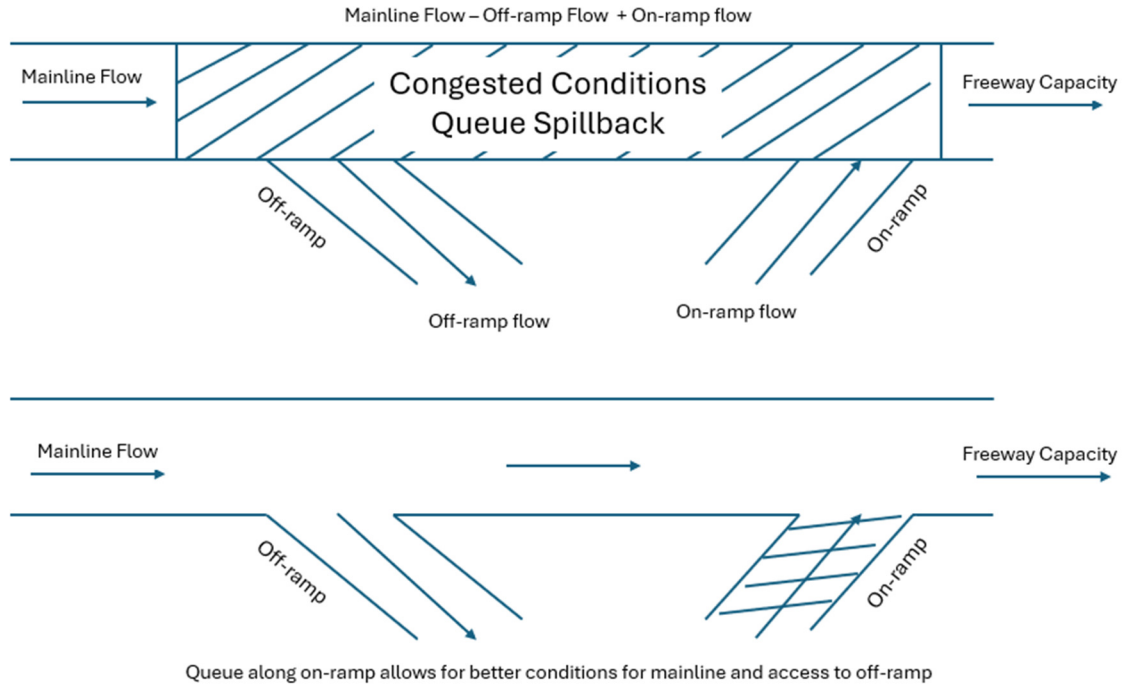 Mainline Flow – Off-ramp Flow + On-ramp flow
Mainline Flow
Congested Conditions
Queue Spillback
Freeway Capacity
Off-ramp
On-ramp
Off-ramp flow
On-ramp flow
Mainline Flow
Freeway Capacity
Off-ramp
On-ramp
Queue along on-ramp allows for better conditions for mainline and access to off-ramp